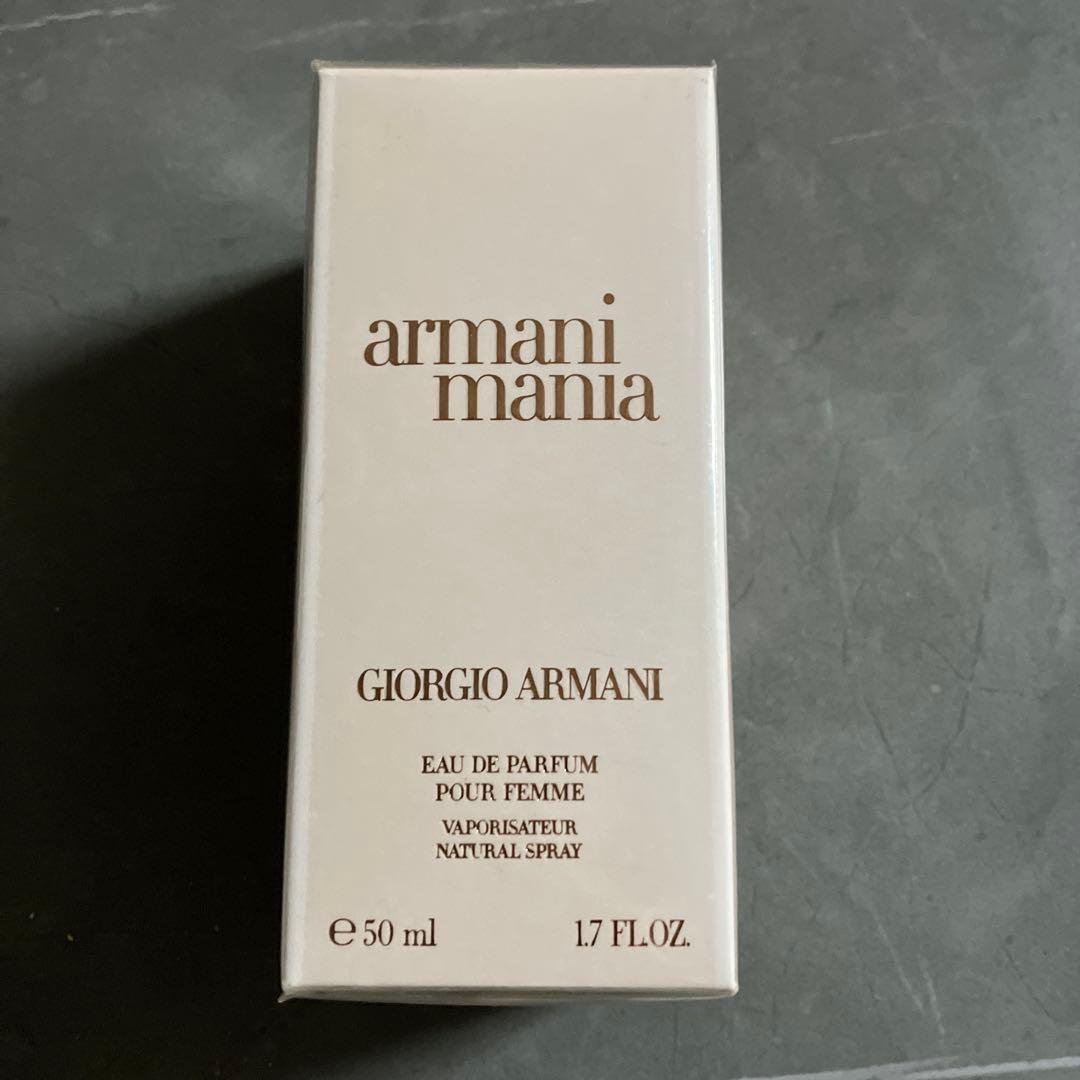 armani
mania
GIORGIO ARMANI
EAU DE PARFUM
POUR FEMME
VAPORISATEUR
NATURAL SPRAY
℮ 50 ml 1.7 FL.OZ.